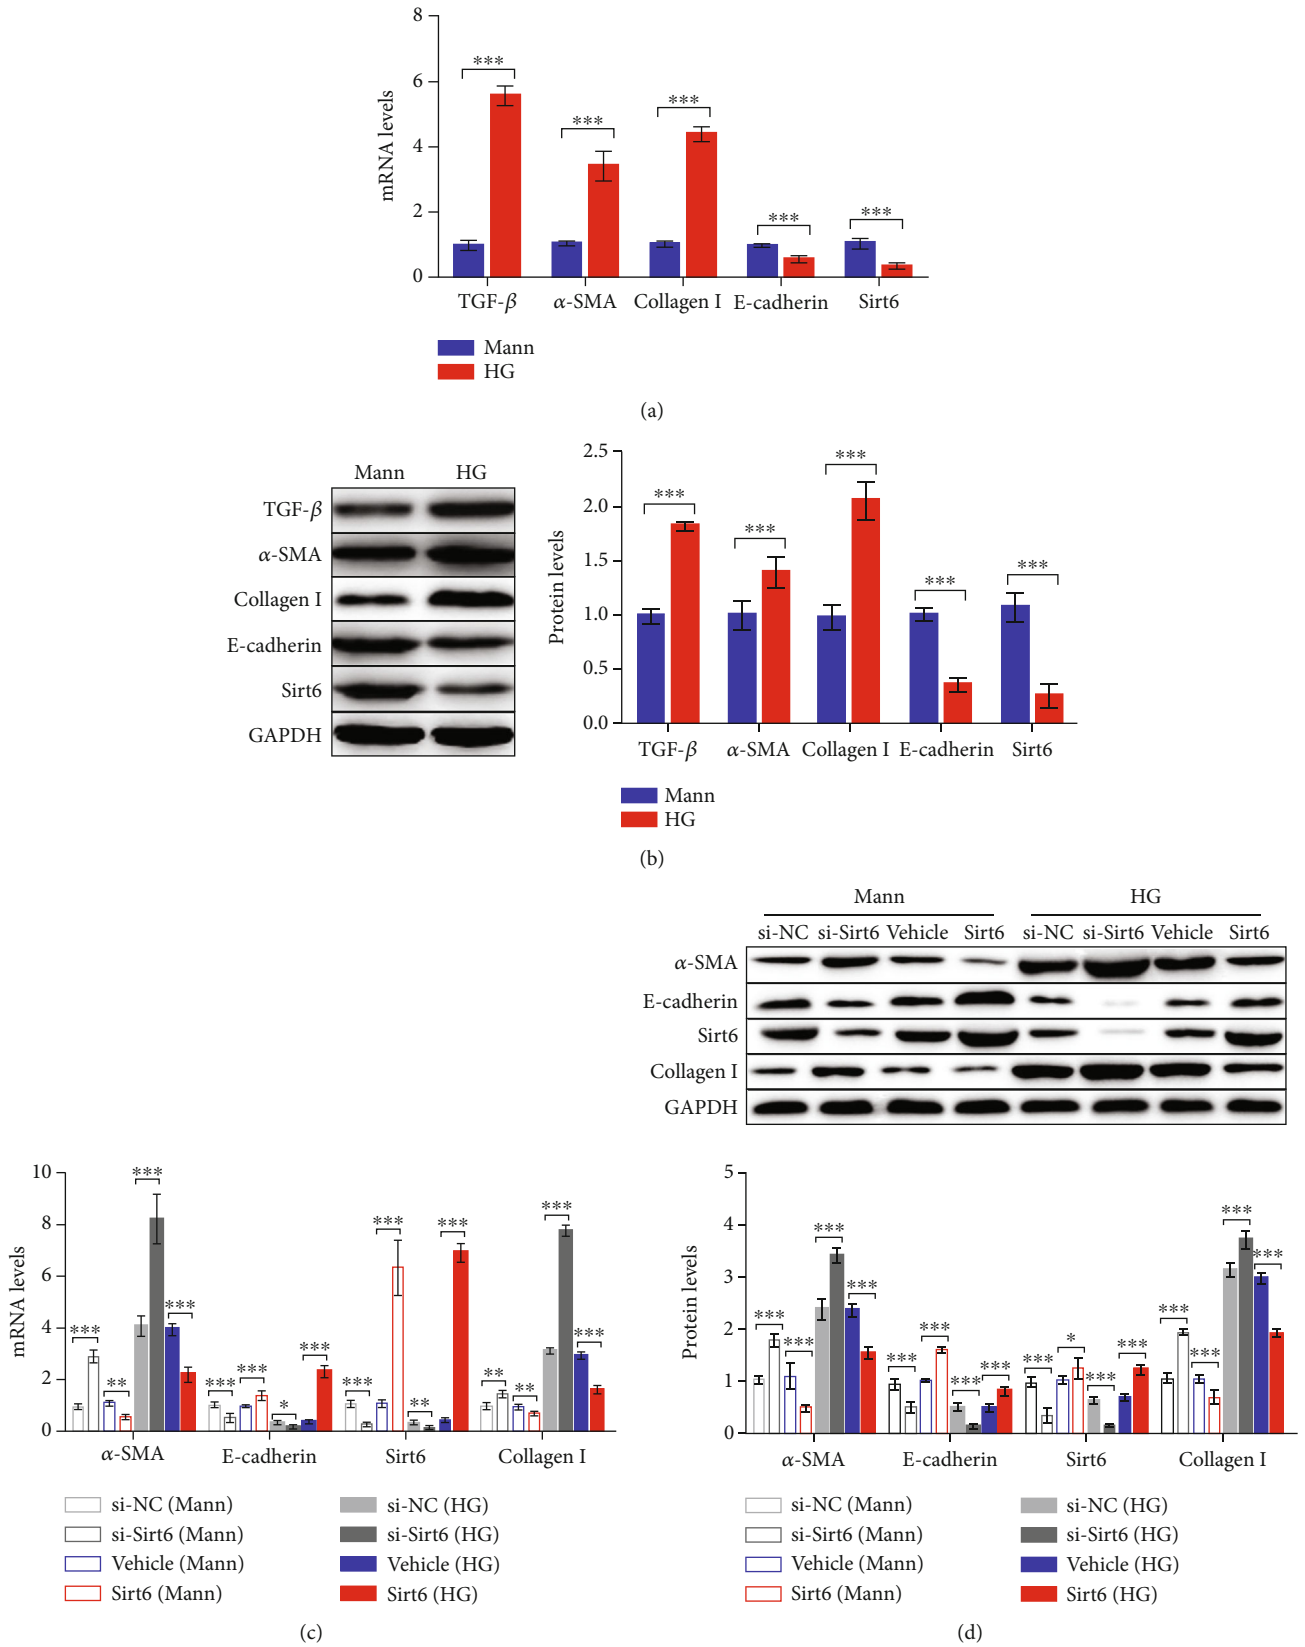 8
6
4
2
0
mRNA levels
***
***
***
***
***
TGF-β α-SMA Collagen I E-cadherin Sirt6
Mann
HG
(a)
Mann HG
TGF-β
α-SMA
Collagen I
E-cadherin
Sirt6
GAPDH
2.5
2.0
1.5
1.0
0.5
0.0
Protein levels
***
***
***
***
***
TGF-β α-SMA Collagen I E-cadherin Sirt6
Mann
HG
(b)
10
8
6
4
2
0
mRNA levels
*** ** *** ***
*** *** * ***
*** *** ** ***
** ** *** ***
α-SMA E-cadherin Sirt6 Collagen I
si-NC (Mann)
si-Sirt6 (Mann)
Vehicle (Mann)
Sirt6 (Mann)
si-NC (HG)
si-Sirt6 (HG)
Vehicle (HG)
Sirt6 (HG)
(c)
Mann HG
si-NC si-Sirt6 Vehicle Sirt6 si-NC si-Sirt6 Vehicle Sirt6
α-SMA
E-cadherin
Sirt6
Collagen I
GAPDH
5
4
3
2
1
0
Protein levels
*** *** *** ***
*** *** *** ***
*** * *** ***
*** *** *** ***
α-SMA E-cadherin Sirt6 Collagen I
si-NC (Mann)
si-Sirt6 (Mann)
Vehicle (Mann)
Sirt6 (Mann)
si-NC (HG)
si-Sirt6 (HG)
Vehicle (HG)
Sirt6 (HG)
(d)